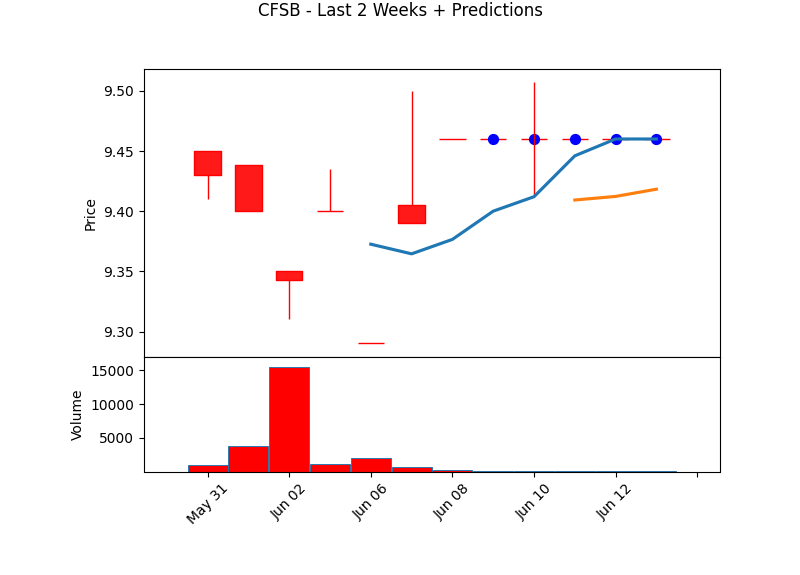 CFSB - Last 2 Weeks + Predictions
9.50
9.45
9.40
9.35
9.30
Price
15000
10000
5000
Volume
May 31
Jun 02
Jun 06
Jun 08
Jun 10
Jun 12